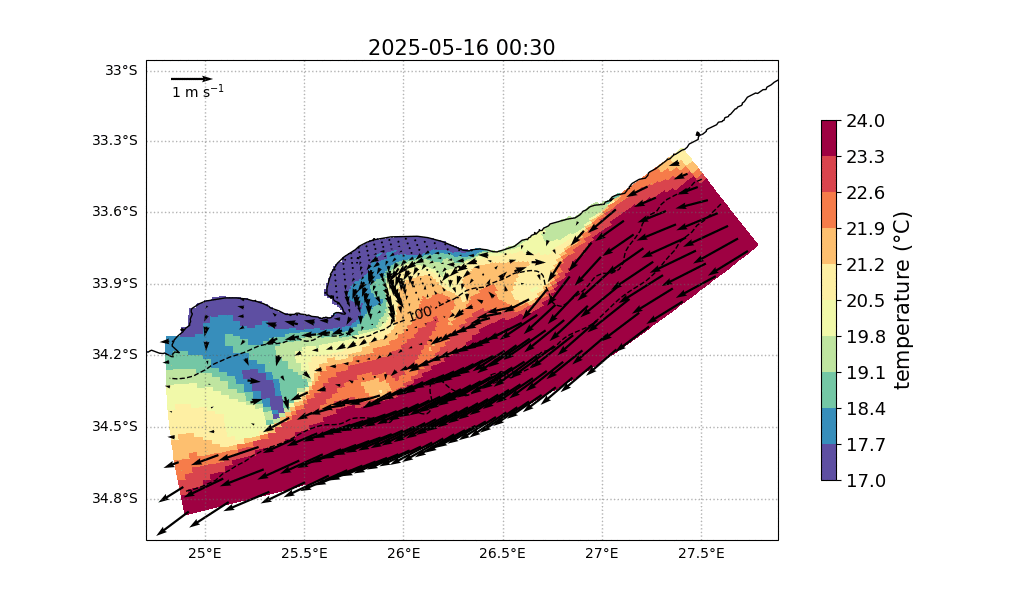 2025-05-16 00:30
1 m s⁻¹
33°S
33.3°S
33.6°S
33.9°S
34.2°S
34.5°S
34.8°S
100
25°E
25.5°E
26°E
26.5°E
27°E
27.5°E
24.0
23.3
22.6
21.9
21.2
20.5
19.8
19.1
18.4
17.7
17.0
temperature (°C)